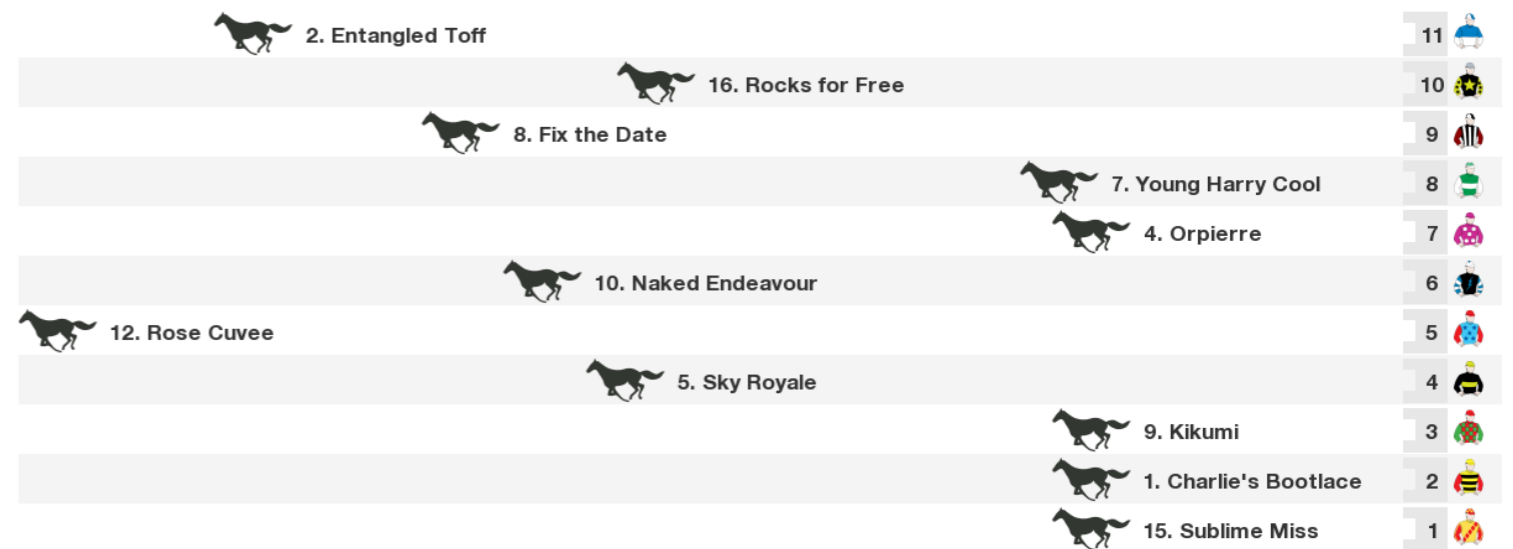 2. Entangled Toff 11
16. Rocks for Free 10
8. Fix the Date 9
7. Young Harry Cool 8
4. Orpierre 7
10. Naked Endeavour 6
12. Rose Cuvee 5
5. Sky Royale 4
9. Kikumi 3
1. Charlie's Bootlace 2
15. Sublime Miss 1